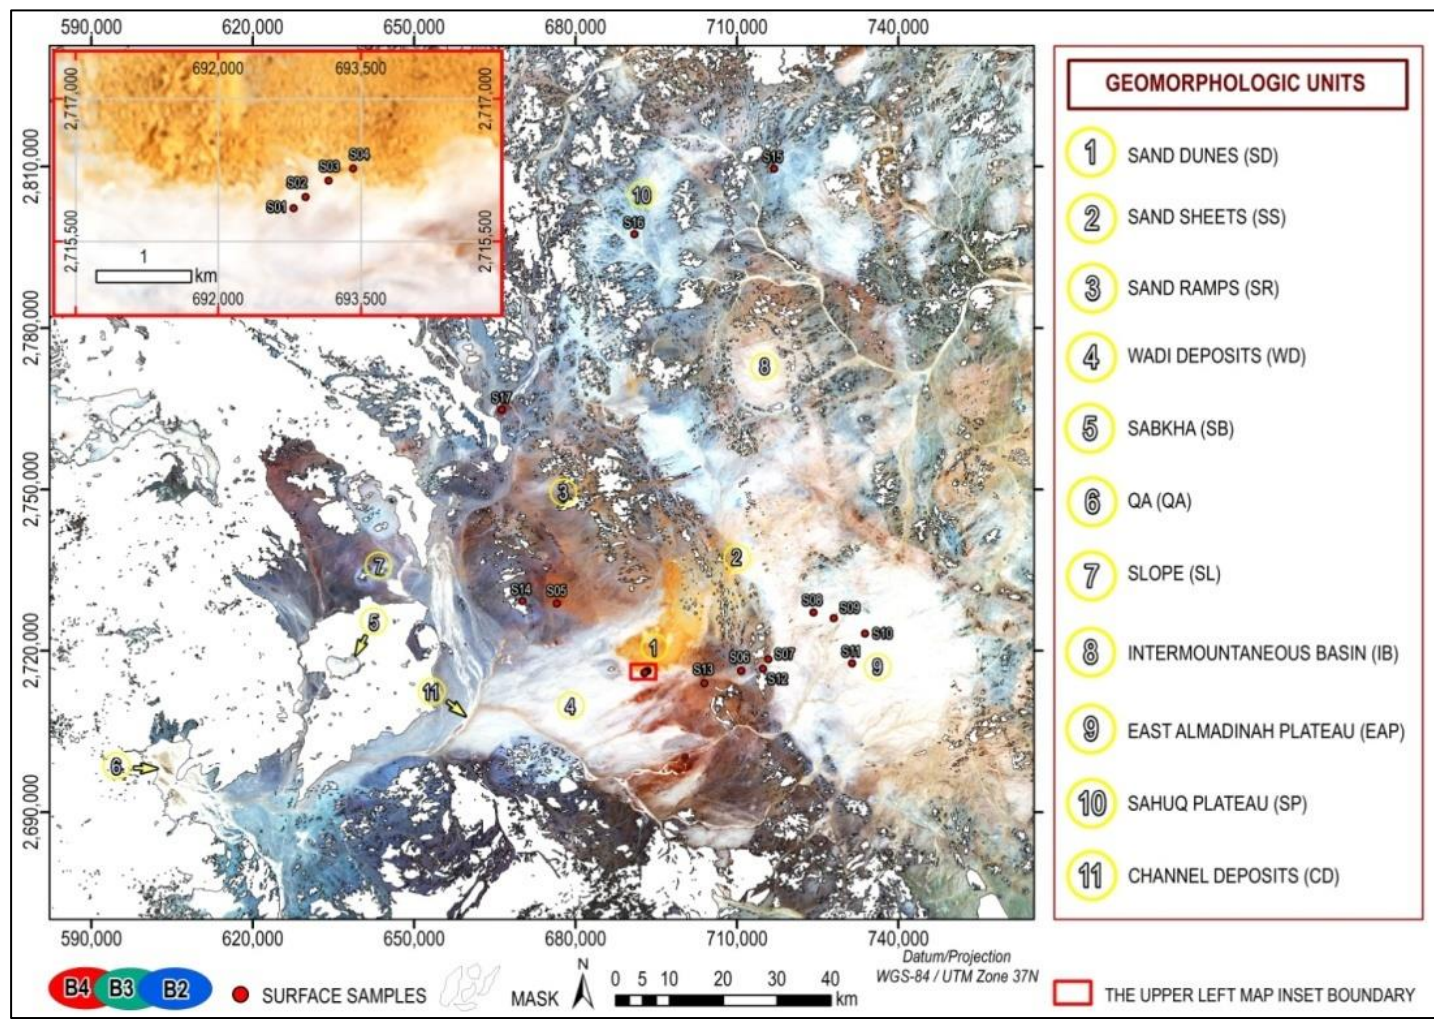 590,000 620,000 650,000 680,000 710,000 740,000
692,000 693,500
2,717,000 2,717,000
S04
S03
S02
S01
2,715,500 2,715,500
1
km
692,000 693,500
2,810,000
2,780,000
2,750,000
2,720,000
2,690,000
S15
10
S16
8
S17
3
2
7
S14 S05
S08
S09
5
S10
1
S07
S11
S06
9
S13
S12
11
4
6
590,000 620,000 650,000 680,000 710,000 740,000
GEOMORPHOLOGIC UNITS
1 SAND DUNES (SD)
2 SAND SHEETS (SS)
3 SAND RAMPS (SR)
4 WADI DEPOSITS (WD)
5 SABKHA (SB)
6 QA (QA)
7 SLOPE (SL)
8 INTERMOUNTANEOUS BASIN (IB)
9 EAST ALMADINAH PLATEAU (EAP)
10 SAHUQ PLATEAU (SP)
11 CHANNEL DEPOSITS (CD)
B4 B3 B2
SURFACE SAMPLES
MASK
N
0 5 10 20 30 40
km
Datum/Projection
WGS-84 / UTM Zone 37N
THE UPPER LEFT MAP INSET BOUNDARY